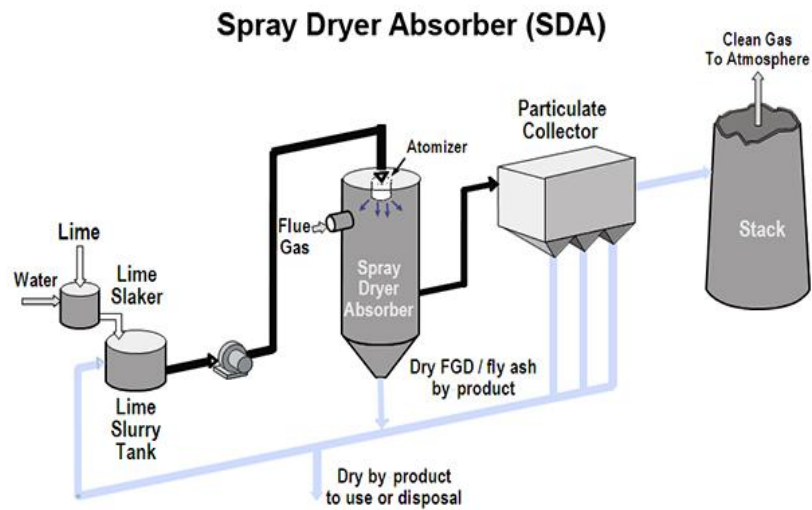 Spray Dryer Absorber (SDA)
Clean Gas
To Atmosphere
Particulate
Collector
Atomizer
Flue
Gas
Lime
Water
Lime
Slaker
Spray
Dryer
Absorber
Stack
Dry FGD / fly ash
by product
Lime
Slurry
Tank
Dry by product
to use or disposal